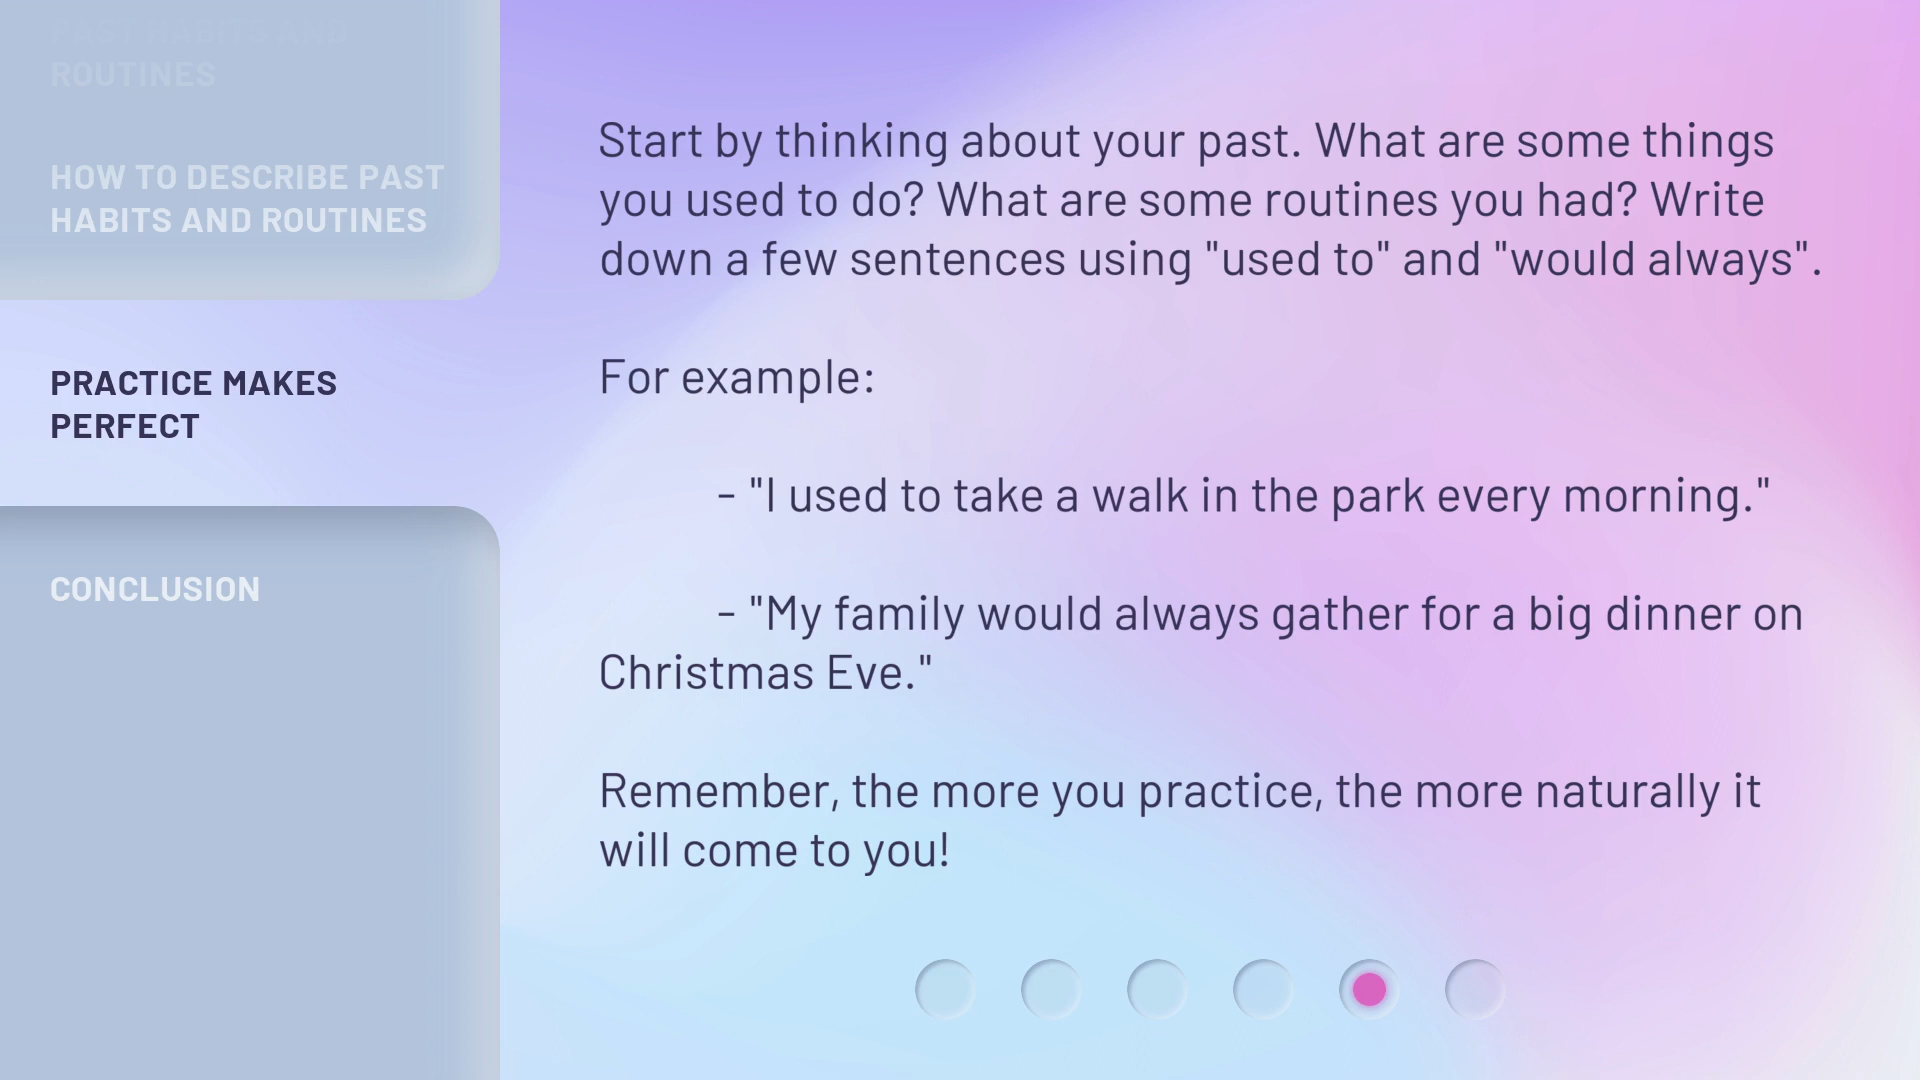 PAST HABITS AND
ROUTINES
HOW TO DESCRIBE PAST
HABITS AND ROUTINES
PRACTICE MAKES
PERFECT
CONCLUSION
Start by thinking about your past. What are some things
you used to do? What are some routines you had? Write
down a few sentences using "used to" and "would always".
For example:
- "I used to take a walk in the park every morning."
- "My family would always gather for a big dinner on
Christmas Eve."
Remember, the more you practice, the more naturally it
will come to you!